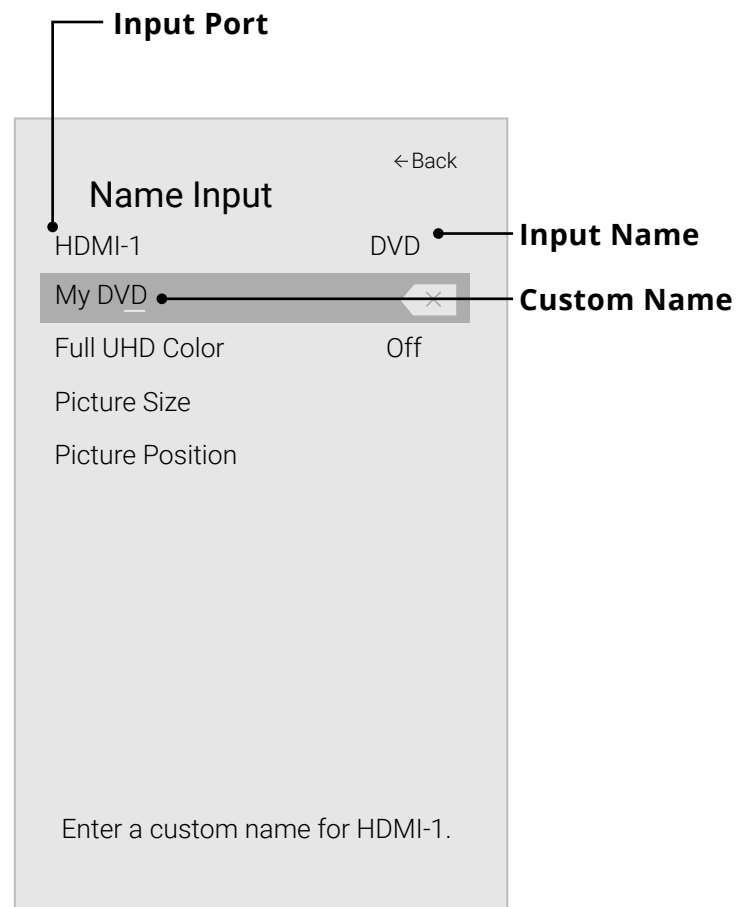 Input Port
←Back
Name Input
HDMI-1 DVD
Input Name
My DVD
Custom Name
Full UHD Color Off
Picture Size
Picture Position
Enter a custom name for HDMI-1.